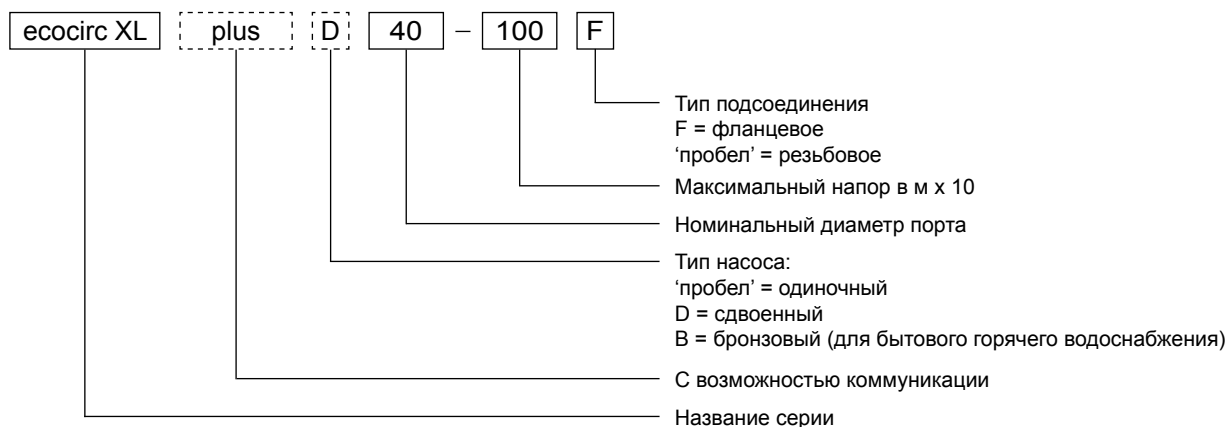 ecocirc XL plus D 40 – 100 F
Тип подсоединения
F = фланцевое
‘пробел’ = резьбовое
Максимальный напор в м x 10
Номинальный диаметр порта
Тип насоса:
‘пробел’ = одиночный
D = сдвоенный
B = бронзовый (для бытового горячего водоснабжения)
С возможностью коммуникации
Название серии